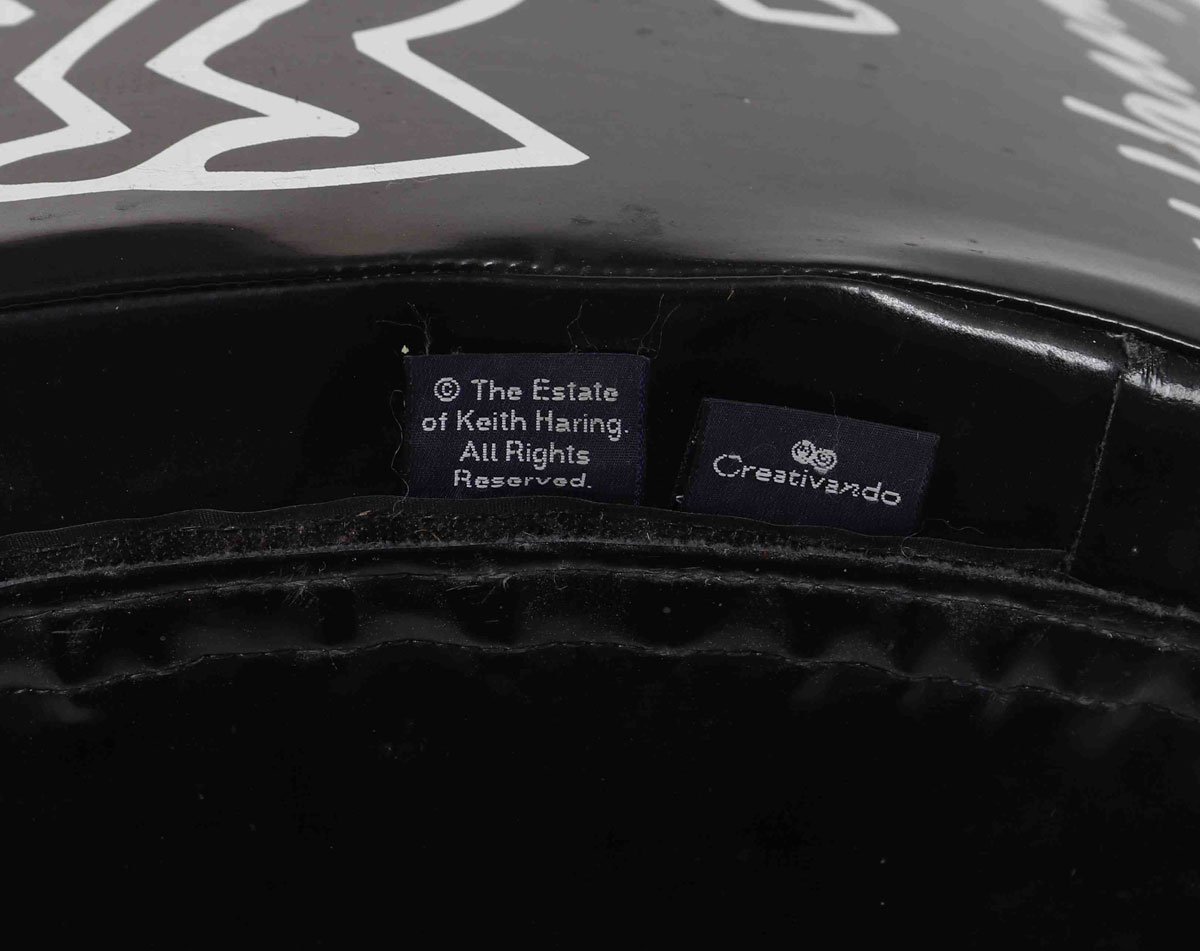 © The Estate
of Keith Haring.
All Rights
Reserved.
Creativando